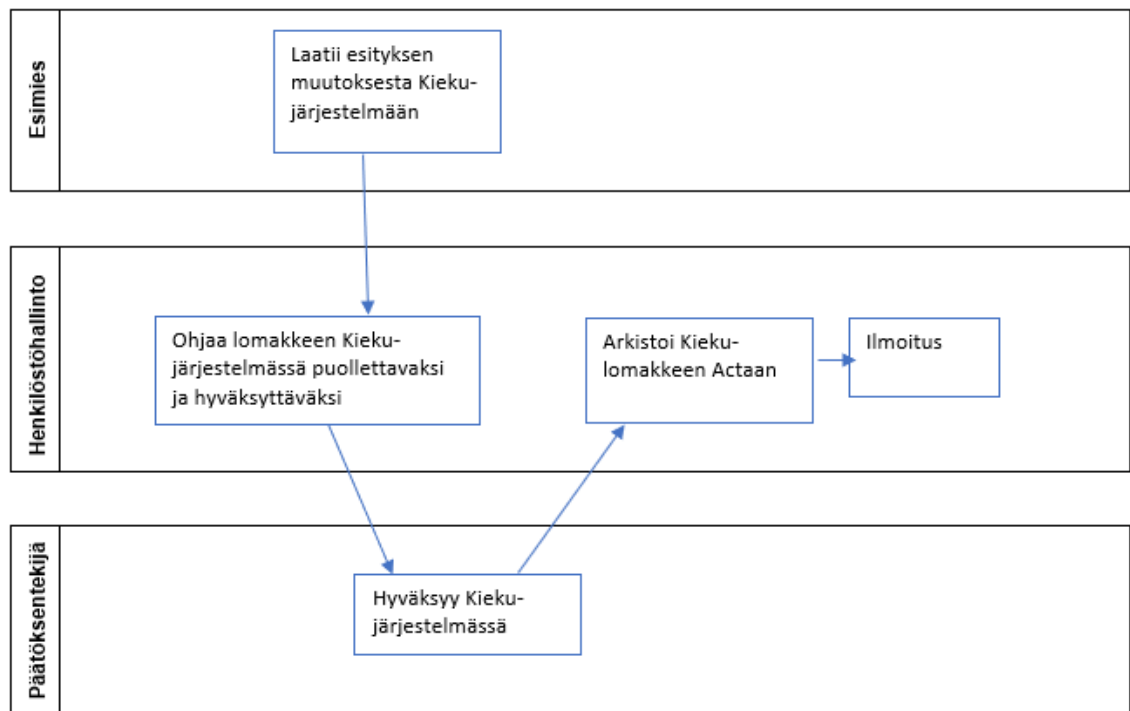 Esimies
Laatii esityksen
muutoksesta Kieku-
järjestelmään
Henkilöstöhallinto
Ohjaa lomakkeen Kieku-
järjestelmässä puollettavaksi
ja hyväksyttäväksi
Arkistoi Kieku-
lomakkeen Actaan
Ilmoitus
Päätöksentekijä
Hyväksyy Kieku-
järjestelmässä